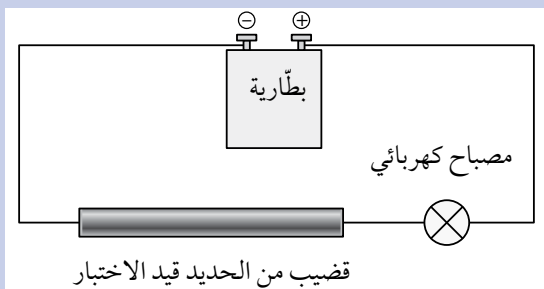 ⊖ ⊕
بطّارية
مصباح كهربائي
قضيب من الحديد قيد الاختبار